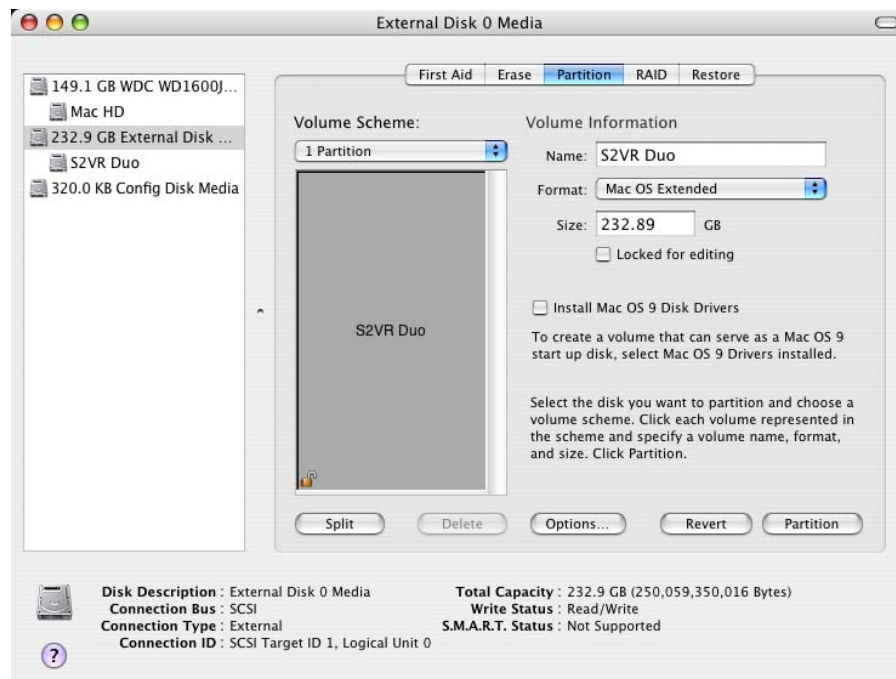 External Disk 0 Media
149.1 GB WDC WD1600J...
Mac HD
232.9 GB External Disk ...
S2VR Duo
320.0 KB Config Disk Media
First Aid Erase Partition RAID Restore
Volume Scheme:
1 Partition
S2VR Duo
Volume Information
Name: S2VR Duo
Format: Mac OS Extended
Size: 232.89 GB
Locked for editing
Install Mac OS 9 Disk Drivers
To create a volume that can serve as a Mac OS 9
start up disk, select Mac OS 9 Drivers installed.
Select the disk you want to partition and choose a
volume scheme. Click each volume represented in
the scheme and specify a volume name, format,
and size. Click Partition.
Split Delete Options... Revert Partition
Disk Description : External Disk 0 Media
Connection Bus : SCSI
Connection Type : External
Connection ID : SCSI Target ID 1, Logical Unit 0
Total Capacity : 232.9 GB (250,059,350,016 Bytes)
Write Status : Read/Write
S.M.A.R.T. Status : Not Supported
?